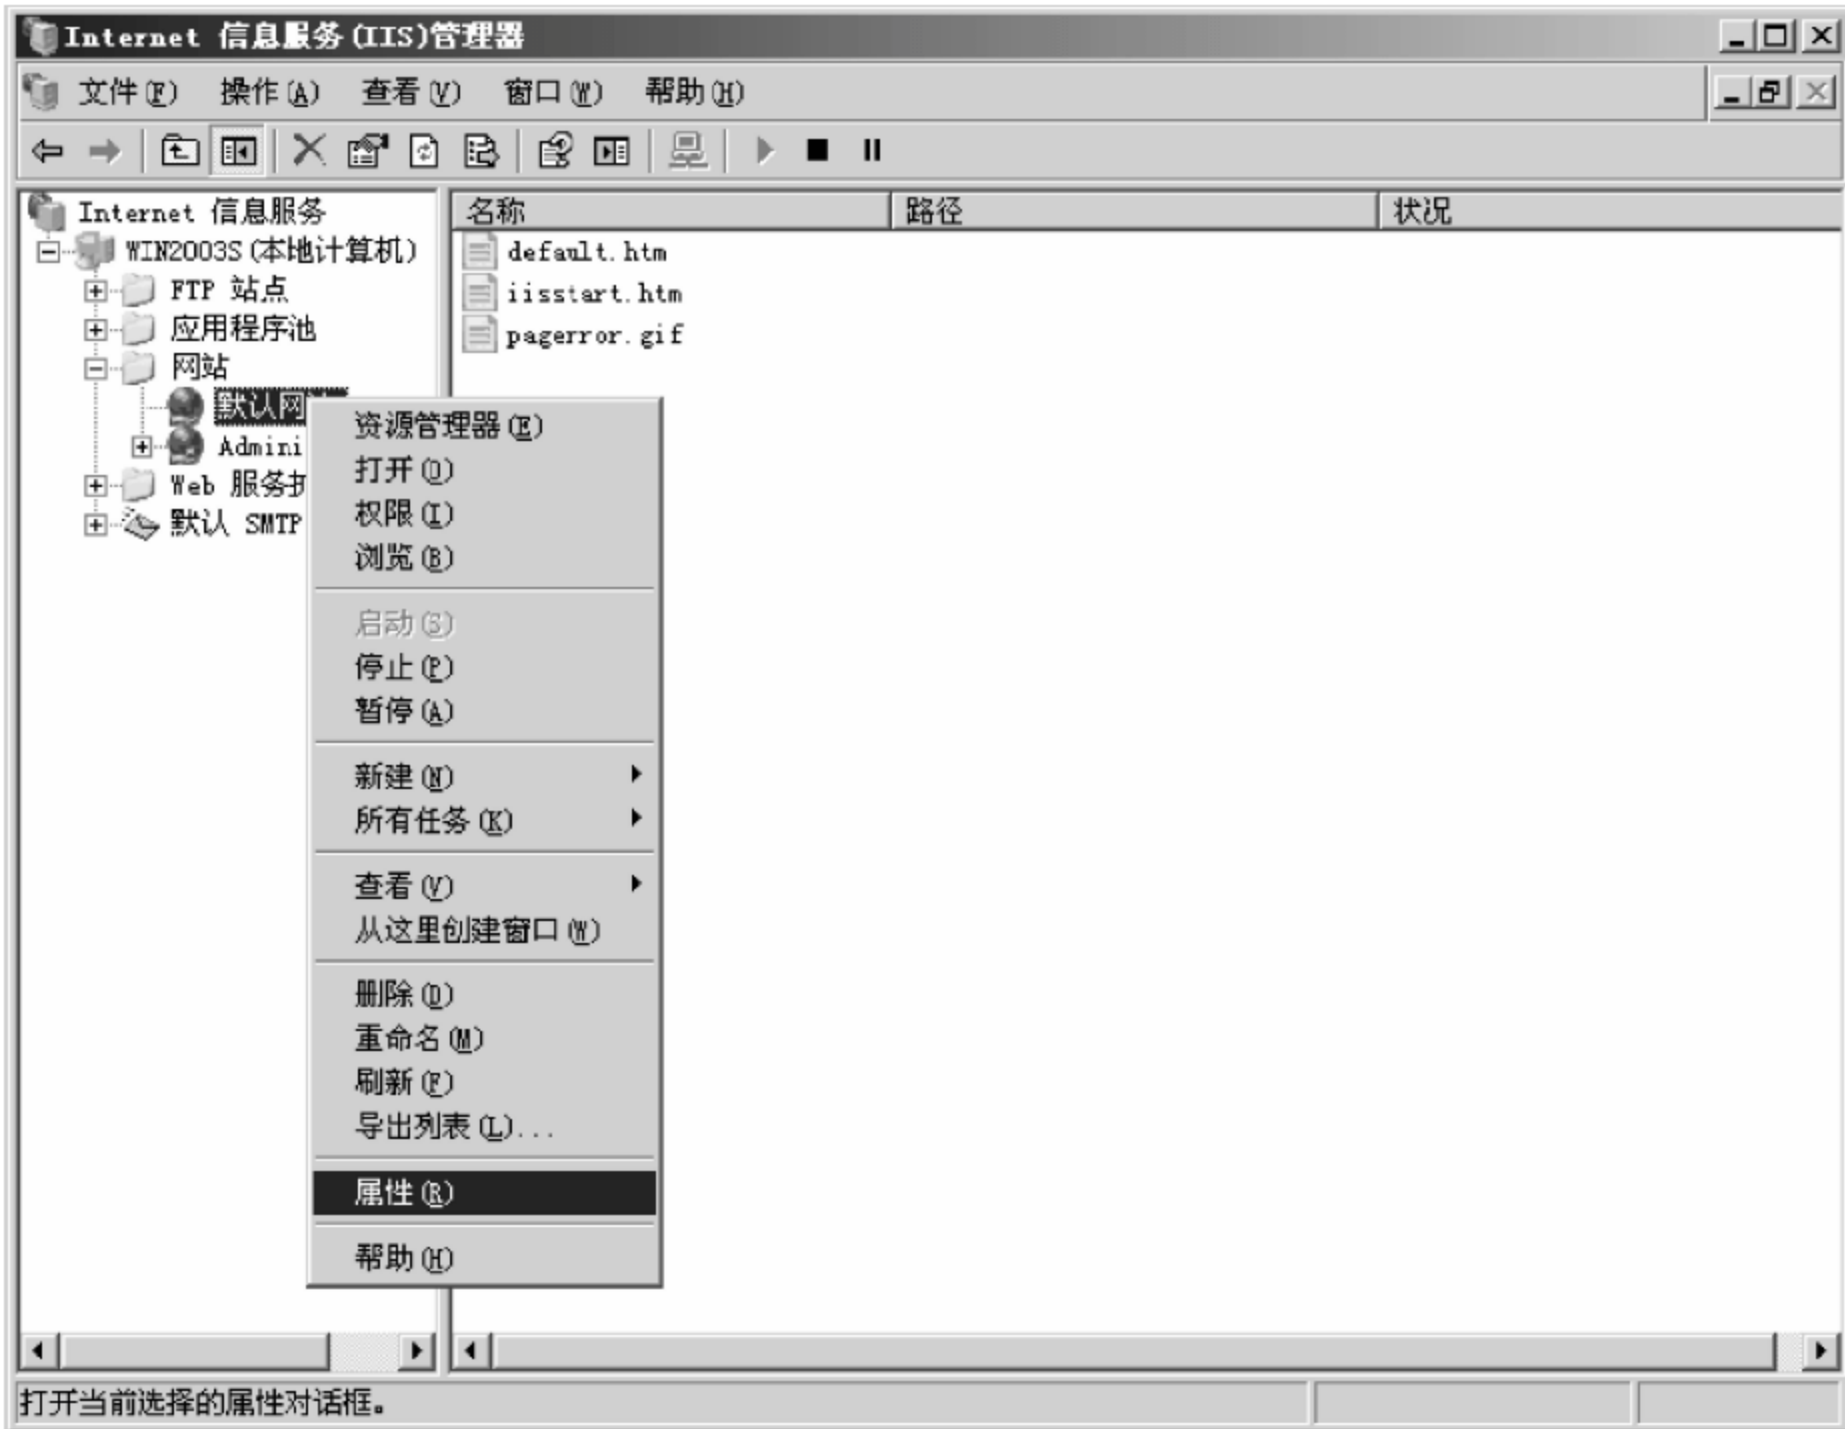 Internet 信息服务(IIS)管理器
文件(F) 操作(A) 查看(V) 窗口(W) 帮助(H)
Internet 信息服务
WIN2003S(本地计算机)
FTP 站点
应用程序池
网站
默认网
Admini
Web 服务扩
默认 SMTP
名称 路径 状况
default.htm
iisstart.htm
pagerror.gif
资源管理器(E)
打开(O)
权限(I)
浏览(B)
启动(S)
停止(P)
暂停(A)
新建(N)
所有任务(K)
查看(V)
从这里创建窗口(W)
删除(D)
重命名(M)
刷新(F)
导出列表(L)...
属性(R)
帮助(H)
打开当前选择的属性对话框。